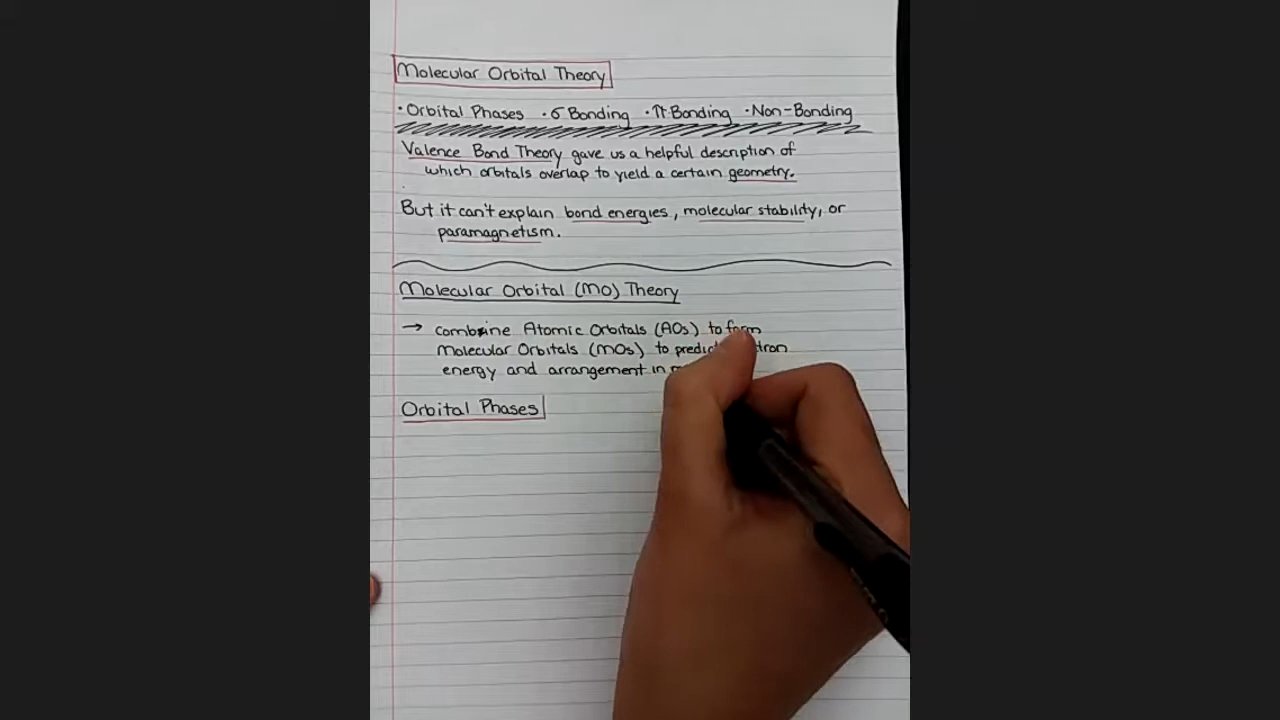 Molecular Orbital Theory
·Orbital Phases ·σ Bonding ·π Bonding ·Non-Bonding
Valence Bond Theory gave us a helpful description of
which orbitals overlap to yield a certain geometry.
But it can't explain bond energies, molecular stability, or
paramagnetism.
Molecular Orbital (MO) Theory
→ combine Atomic Orbitals (AOs) to form
Molecular Orbitals (MOs) to predict
energy and arrangement in
Orbital Phases